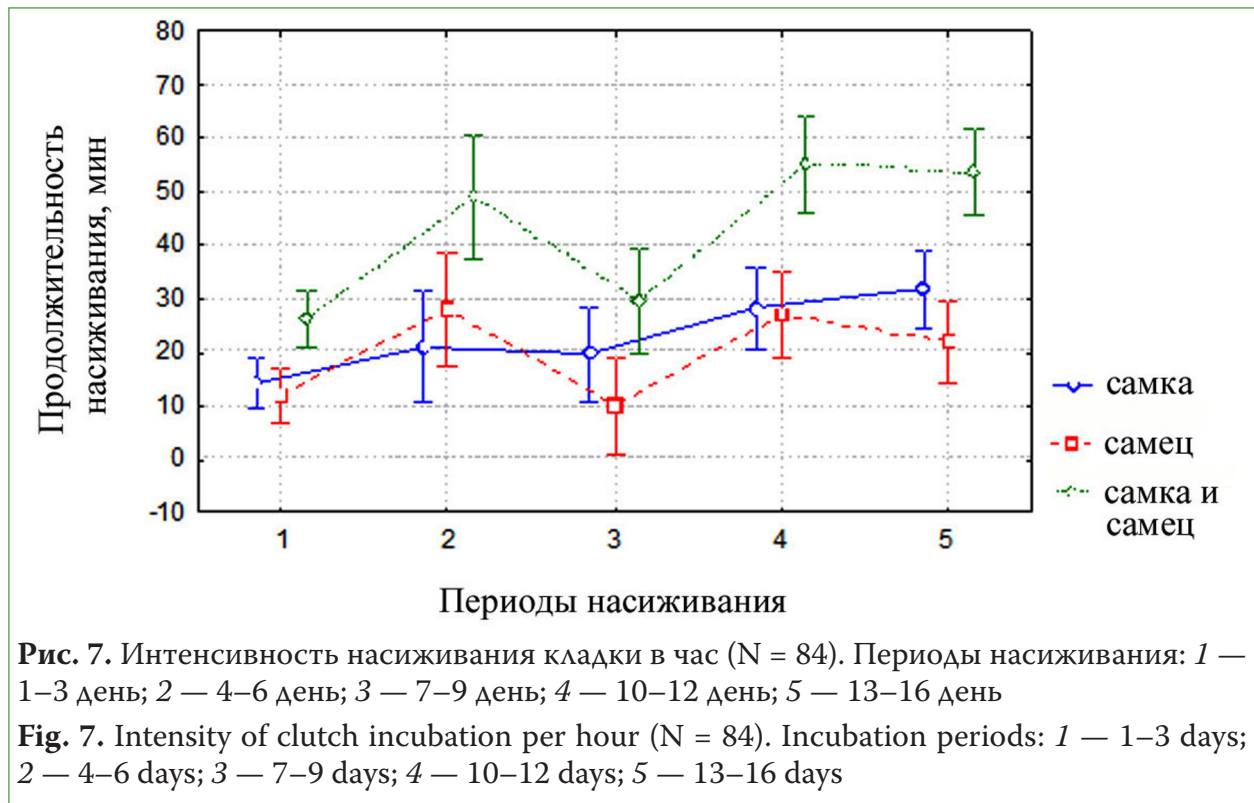 80
70
60
50
40
30
20
10
0
-10
Продолжительность
насиживания, мин
1 2 3 4 5
Периоды насиживания
самка
самец
самка и
самец
Рис. 7. Интенсивность насиживания кладки в час (N = 84). Периоды насиживания: 1 —
1–3 день; 2 — 4–6 день; 3 — 7–9 день; 4 — 10–12 день; 5 — 13–16 день
Fig. 7. Intensity of clutch incubation per hour (N = 84). Incubation periods: 1 — 1–3 days;
2 — 4–6 days; 3 — 7–9 days; 4 — 10–12 days; 5 — 13–16 days